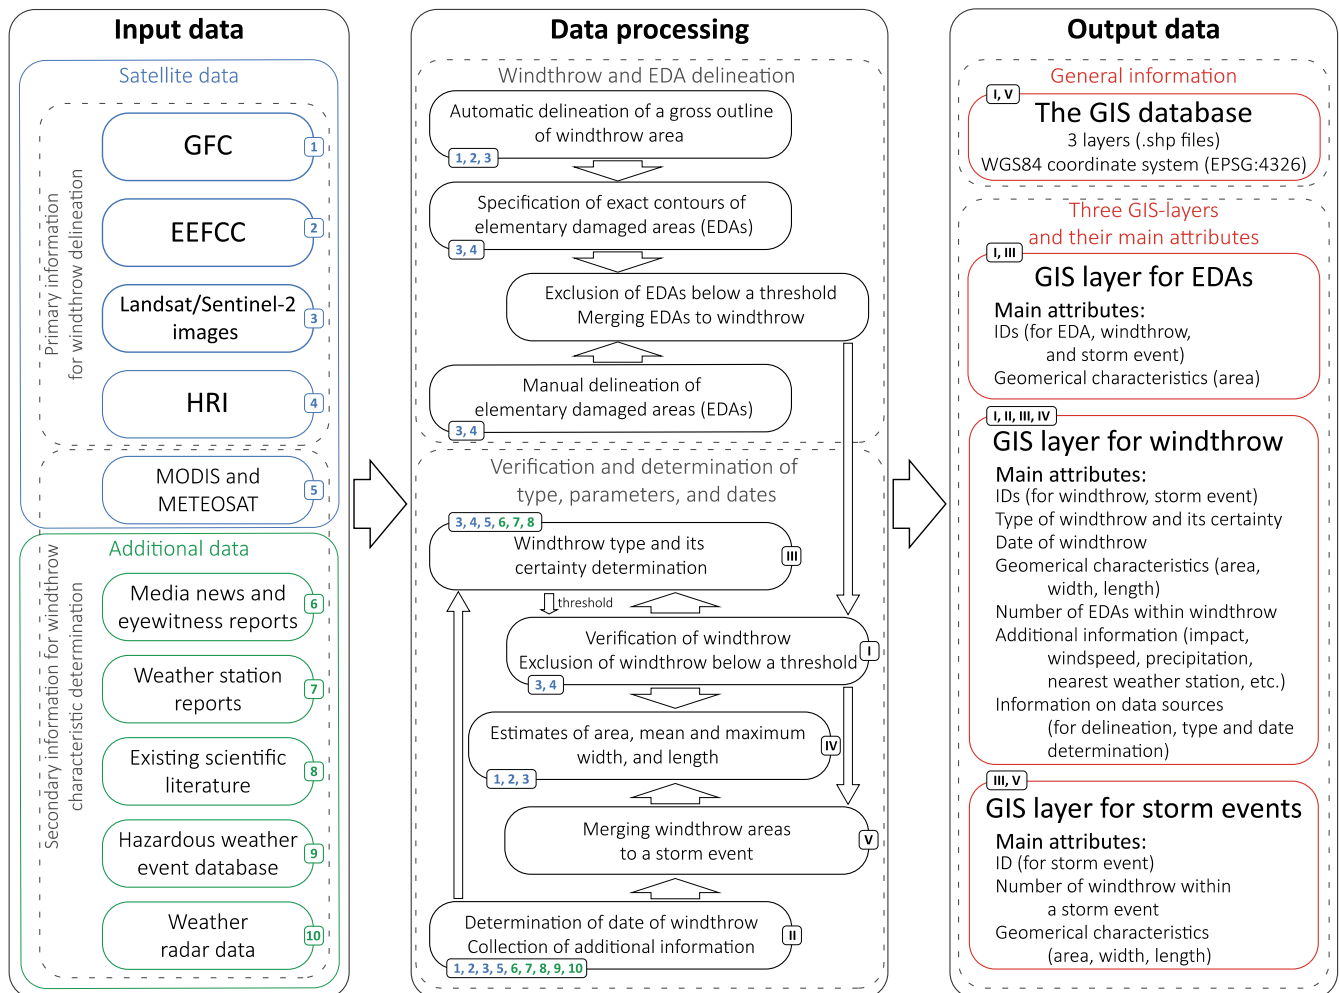 Input data
Satellite data
Primary information
for windthrow delineation
GFC
1
EEFCC
2
Landsat/Sentinel-2
images
3
HRI
4
MODIS and
METEOSAT
5
Additional data
Secondary information for windthrow
characteristic determination
Media news and
eyewitness reports
6
Weather station
reports
7
Existing scientific
literature
8
Hazardous weather
event database
9
Weather
radar data
10
Data processing
Windthrow and EDA delineation
Automatic delineation of a gross outline
of windthrow area
1, 2, 3
Specification of exact contours of
elementary damaged areas (EDAs)
3, 4
Exclusion of EDAs below a threshold
Merging EDAs to windthrow
Manual delineation of
elementary damaged areas (EDAs)
3, 4
Verification and determination of
type, parameters, and dates
3, 4, 5, 6, 7, 8
Windthrow type and its
certainty determination
III
threshold
Verification of windthrow
Exclusion of windthrow below a threshold
I
3, 4
Estimates of area, mean and maximum
width, and length
IV
1, 2, 3
Merging windthrow areas
to a storm event
V
Determination of date of windthrow
Collection of additional information
II
1, 2, 3, 5, 6, 7, 8, 9, 10
Output data
General information
I, V
The GIS database
3 layers (.shp files)
WGS84 coordinate system (EPSG:4326)
Three GIS-layers
and their main attributes
I, III
GIS layer for EDAs
Main attributes:
IDs (for EDA, windthrow,
and storm event)
Geomerical characteristics (area)
I, II, III, IV
GIS layer for windthrow
Main attributes:
IDs (for windthrow, storm event)
Type of windthrow and its certainty
Date of windthrow
Geomerical characteristics (area,
width, length)
Number of EDAs within windthrow
Additional information (impact,
windspeed, precipitation,
nearest weather station, etc.)
Information on data sources
(for delineation, type and date
determination)
III, V
GIS layer for storm events
Main attributes:
ID (for storm event)
Number of windthrow within
a storm event
Geomerical characteristics
(area, width, length)